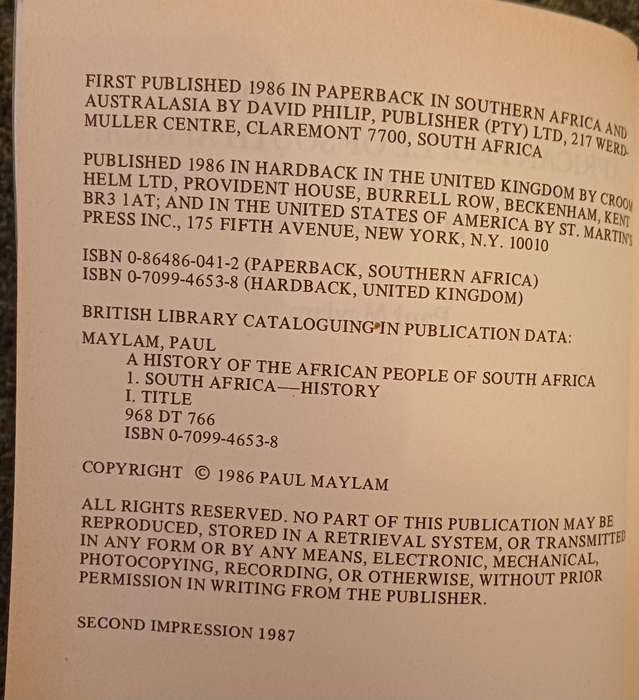 FIRST PUBLISHED 1986 IN PAPERBACK IN SOUTHERN AFRICA AND
AUSTRALASIA BY DAVID PHILIP, PUBLISHER (PTY) LTD, 217 WERD-
MULLER CENTRE, CLAREMONT 7700, SOUTH AFRICA
PUBLISHED 1986 IN HARDBACK IN THE UNITED KINGDOM BY CROOM
HELM LTD, PROVIDENT HOUSE, BURRELL ROW, BECKENHAM, KENT
BR3 1AT; AND IN THE UNITED STATES OF AMERICA BY ST. MARTIN'S
PRESS INC., 175 FIFTH AVENUE, NEW YORK, N.Y. 10010
ISBN 0-86486-041-2 (PAPERBACK, SOUTHERN AFRICA)
ISBN 0-7099-4653-8 (HARDBACK, UNITED KINGDOM)
BRITISH LIBRARY CATALOGUING IN PUBLICATION DATA:
MAYLAM, PAUL
A HISTORY OF THE AFRICAN PEOPLE OF SOUTH AFRICA
1. SOUTH AFRICA—HISTORY
I. TITLE
968 DT 766
ISBN 0-7099-4653-8
COPYRIGHT © 1986 PAUL MAYLAM
ALL RIGHTS RESERVED. NO PART OF THIS PUBLICATION MAY BE
REPRODUCED, STORED IN A RETRIEVAL SYSTEM, OR TRANSMITTED
IN ANY FORM OR BY ANY MEANS, ELECTRONIC, MECHANICAL,
PHOTOCOPYING, RECORDING, OR OTHERWISE, WITHOUT PRIOR
PERMISSION IN WRITING FROM THE PUBLISHER.
SECOND IMPRESSION 1987